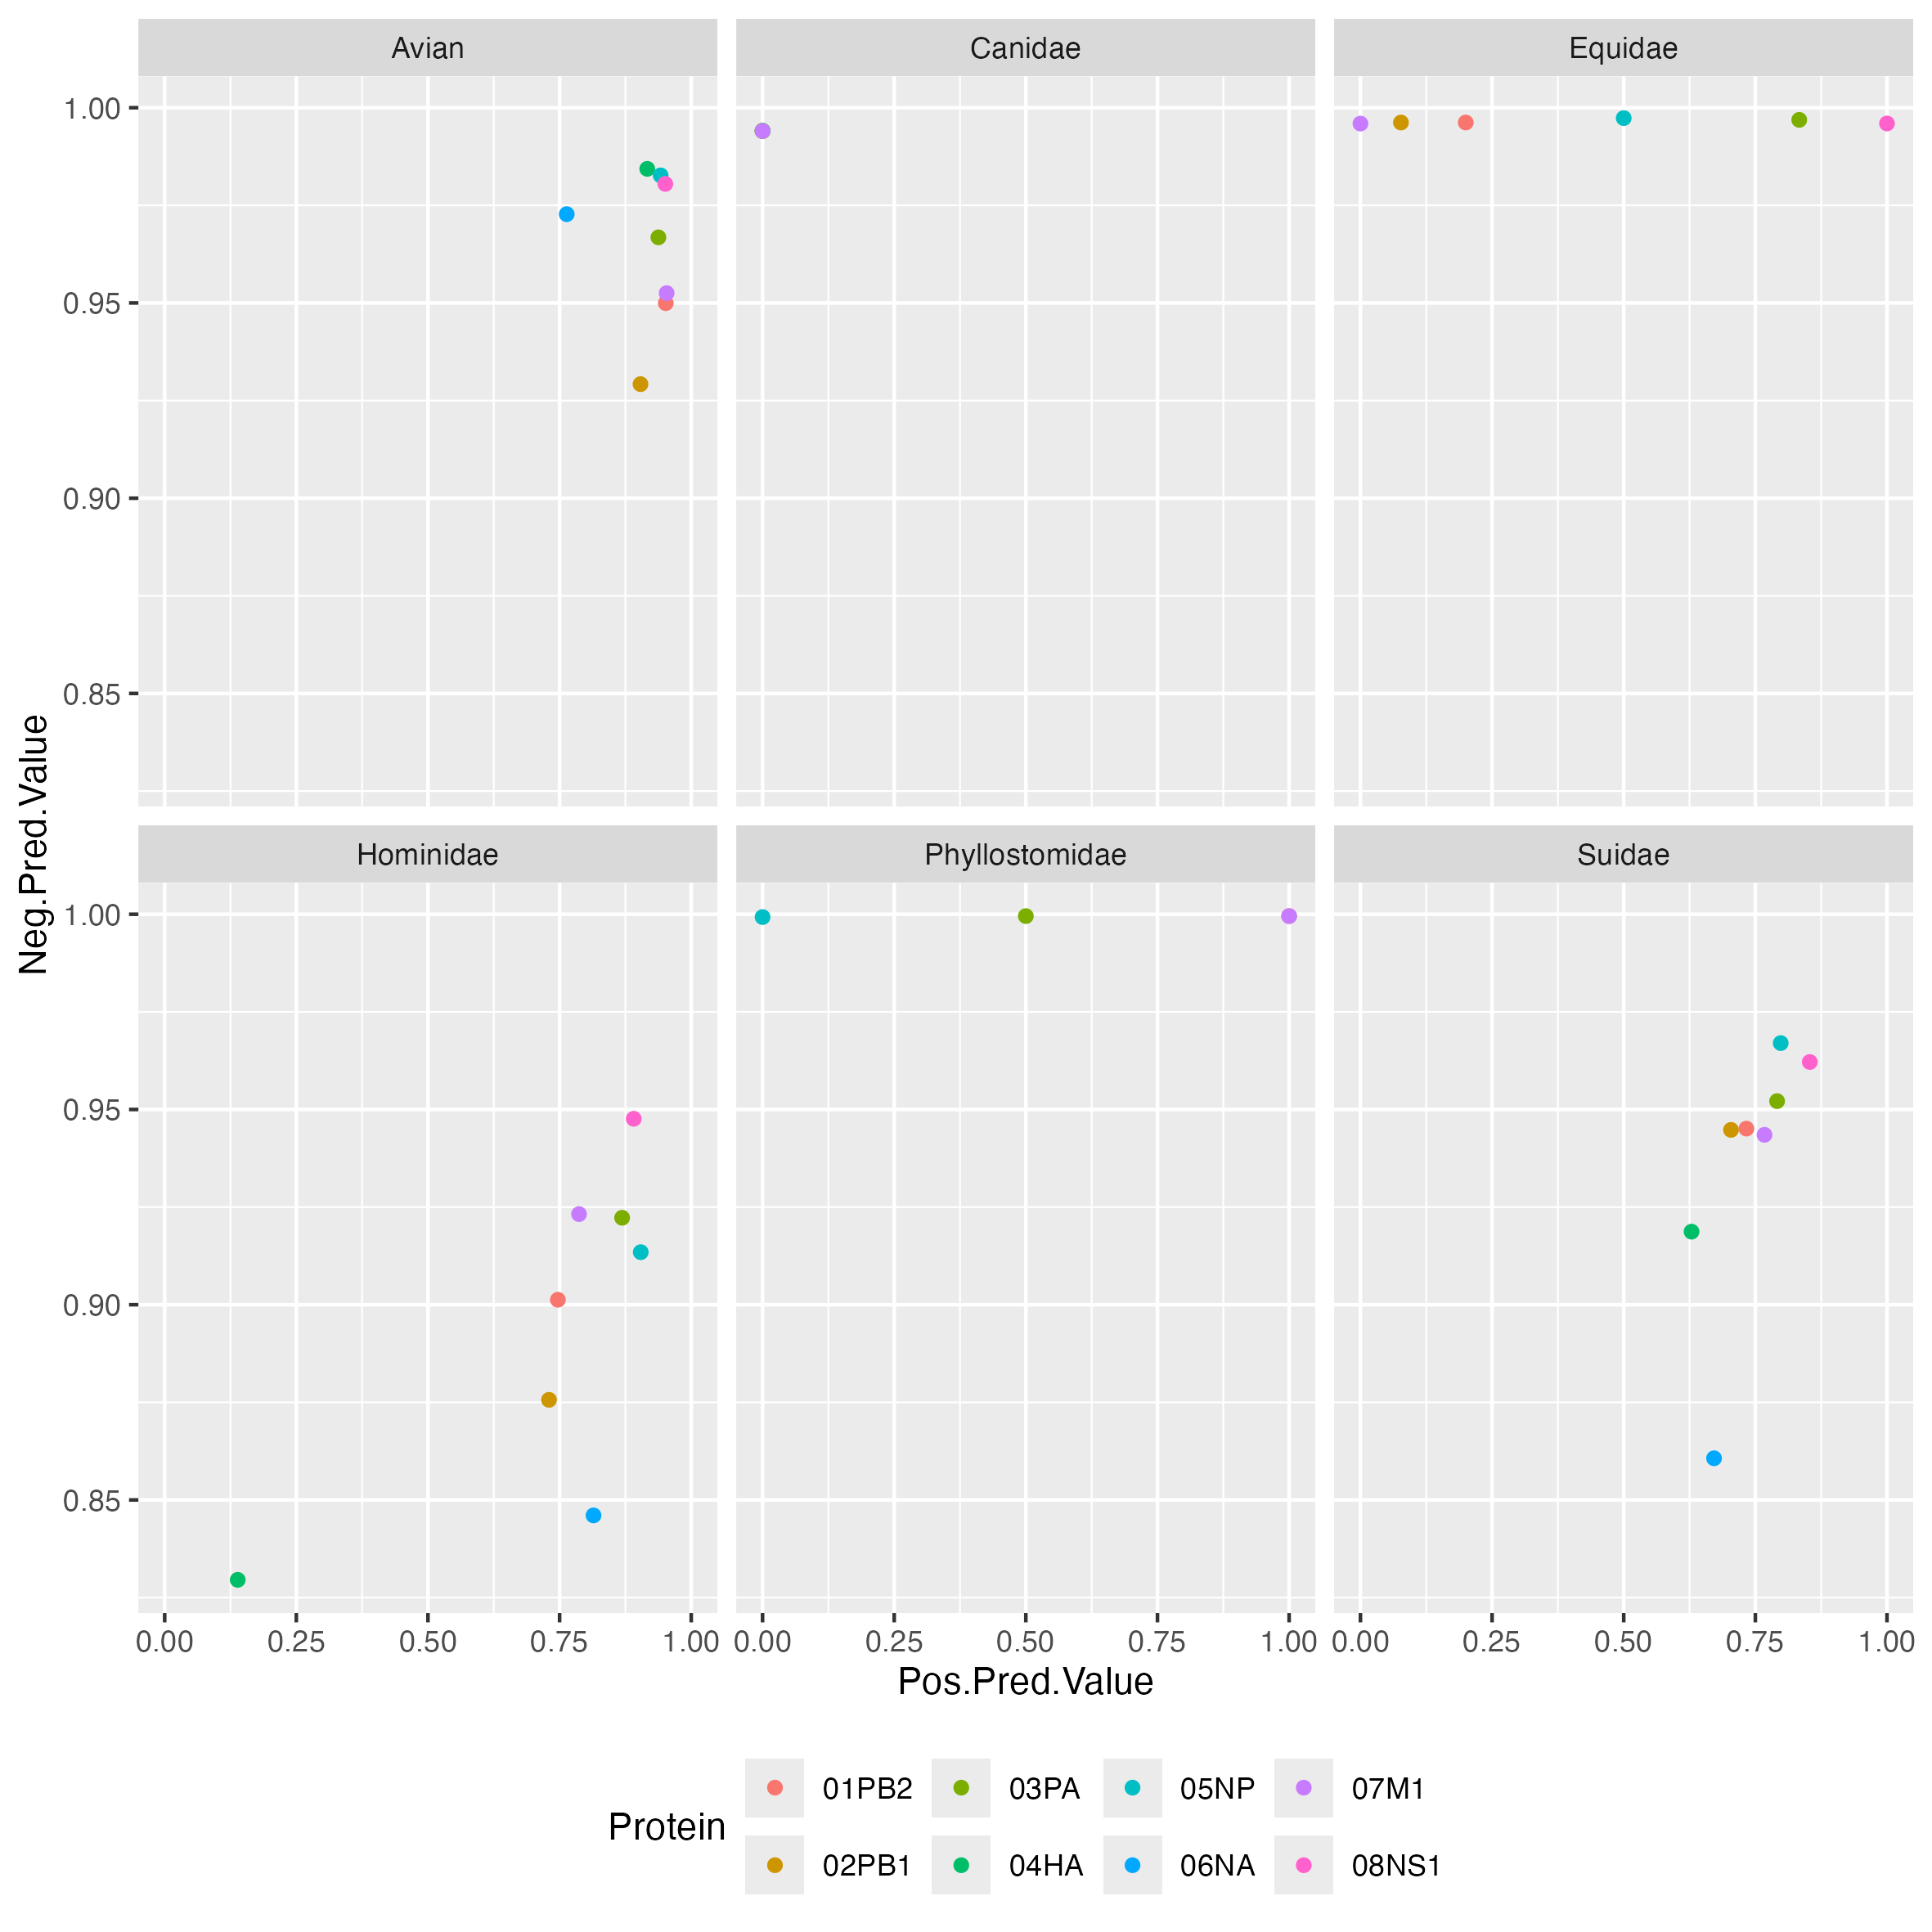 Avian Canidae Equidae
1.00
0.95
0.90
0.85
Neg.Pred.Value
Hominidae Phyllostomidae Suidae
1.00
0.95
0.90
0.85
0.00 0.25 0.50 0.75 1.00 0.00 0.25 0.50 0.75 1.00 0.00 0.25 0.50 0.75 1.00
Pos.Pred.Value
Protein
01PB2 03PA 05NP 07M1
02PB1 04HA 06NA 08NS1